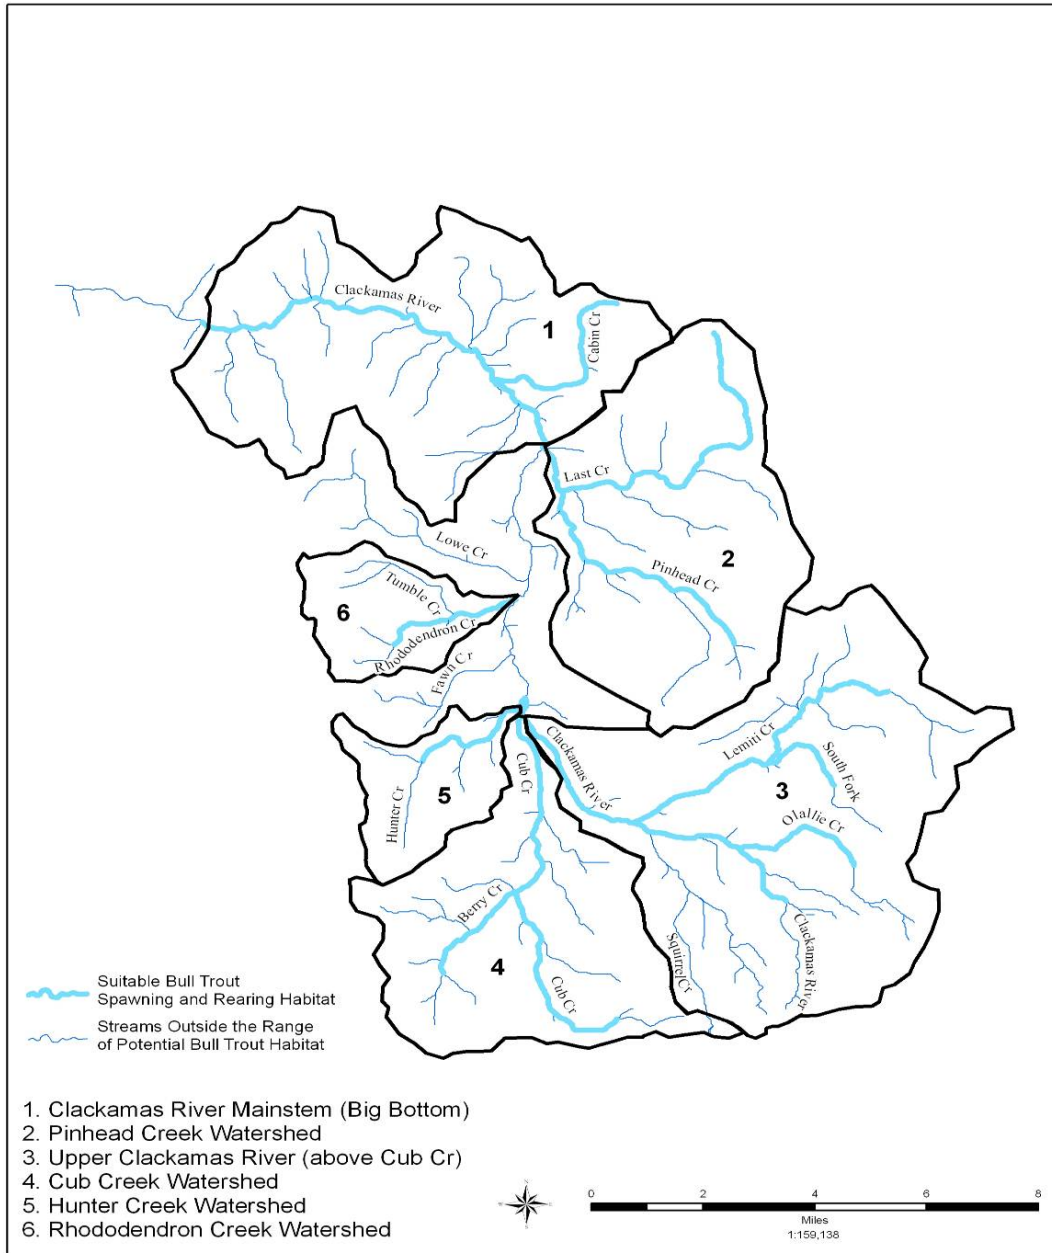 Clackamas River
1
Cabin Cr
Last Cr
Lowe Cr
2
Pinhead Cr
Tumble Cr
6
Rhododendron Cr
Fawn Cr
Clackamas River
Lemiti Cr
Cub Cr
South Fork
3
5
Hunter Cr
Olallie Cr
Berry Cr
Squirrel Cr
Clackamas River
4
Cub Cr
Suitable Bull Trout
Spawning and Rearing Habitat
Streams Outside the Range
of Potential Bull Trout Habitat
1. Clackamas River Mainstem (Big Bottom)
2. Pinhead Creek Watershed
3. Upper Clackamas River (above Cub Cr)
4. Cub Creek Watershed
5. Hunter Creek Watershed
6. Rhododendron Creek Watershed
0 2 4 6 8
Miles
1:159,138